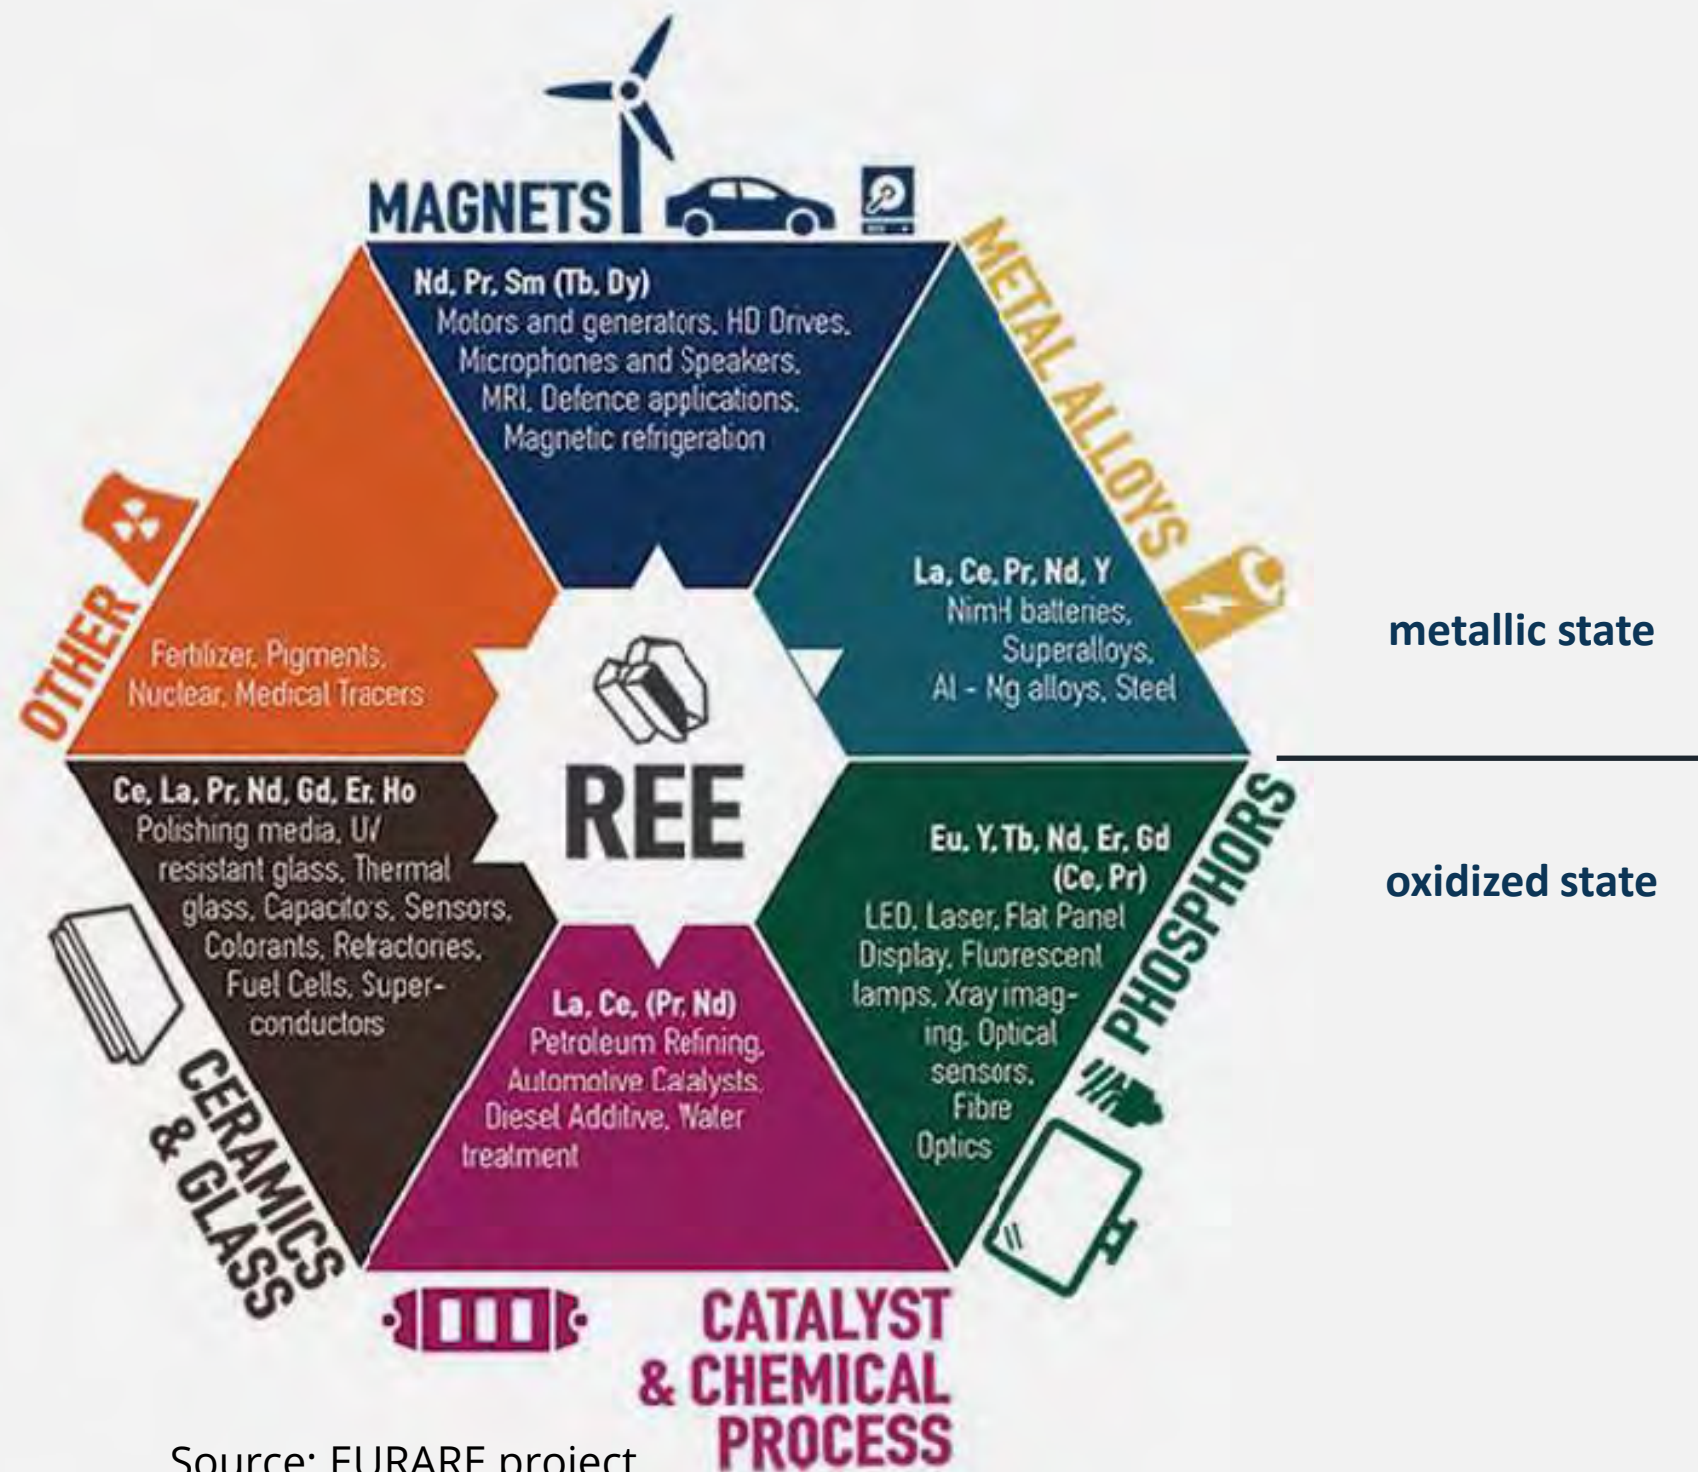 MAGNETS
Nd, Pr, Sm (Tb, Dy)
Motors and generators, HD Drives,
Microphones and Speakers,
MRI, Defence applications,
Magnetic refrigeration
METAL ALLOYS
La, Ce, Pr, Nd, Y
NimH batteries,
Superalloys,
Al - Ng alloys, Steel
metallic state
OTHER
Fertilizer, Pigments,
Nuclear, Medical Tracers
REE
oxidized state
PHOSPHORS
Eu, Y, Tb, Nd, Er, Gd
(Ce, Pr)
LED, Laser, Flat Panel
Display, Fluorescent
lamps, Xray imag-
ing, Optical
sensors,
Fibre
Optics
Ce, La, Pr, Nd, Gd, Er, Ho
Polishing media, UV
resistant glass, Thermal
glass, Capacitors, Sensors,
Colorants, Refractories,
Fuel Cells, Super-
conductors
CERAMICS
& GLASS
La, Ce, (Pr, Nd)
Petroleum Refining,
Automotive Catalysts,
Diesel Additive, Water
treatment
CATALYST
& CHEMICAL
PROCESS
Source: EURARE project